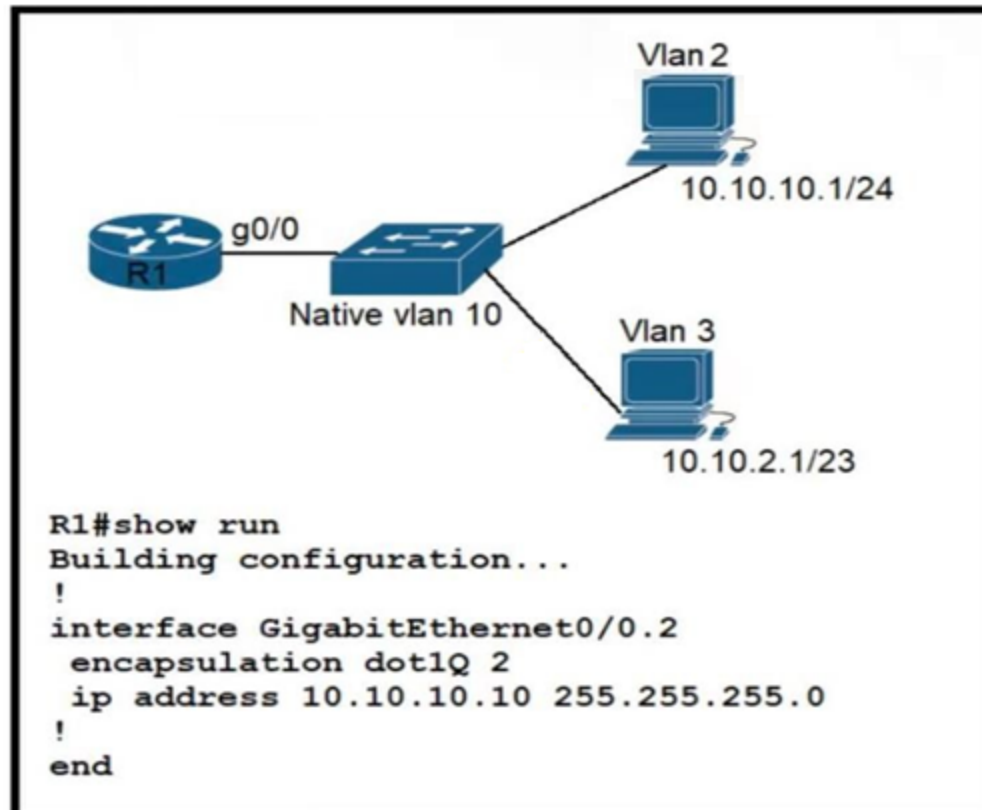 Vlan 2
10.10.10.1/24
g0/0
R1
Native vlan 10
Vlan 3
10.10.2.1/23
R1#show run
Building configuration...
!
interface GigabitEthernet0/0.2
encapsulation dot1Q 2
ip address 10.10.10.10 255.255.255.0
!
end